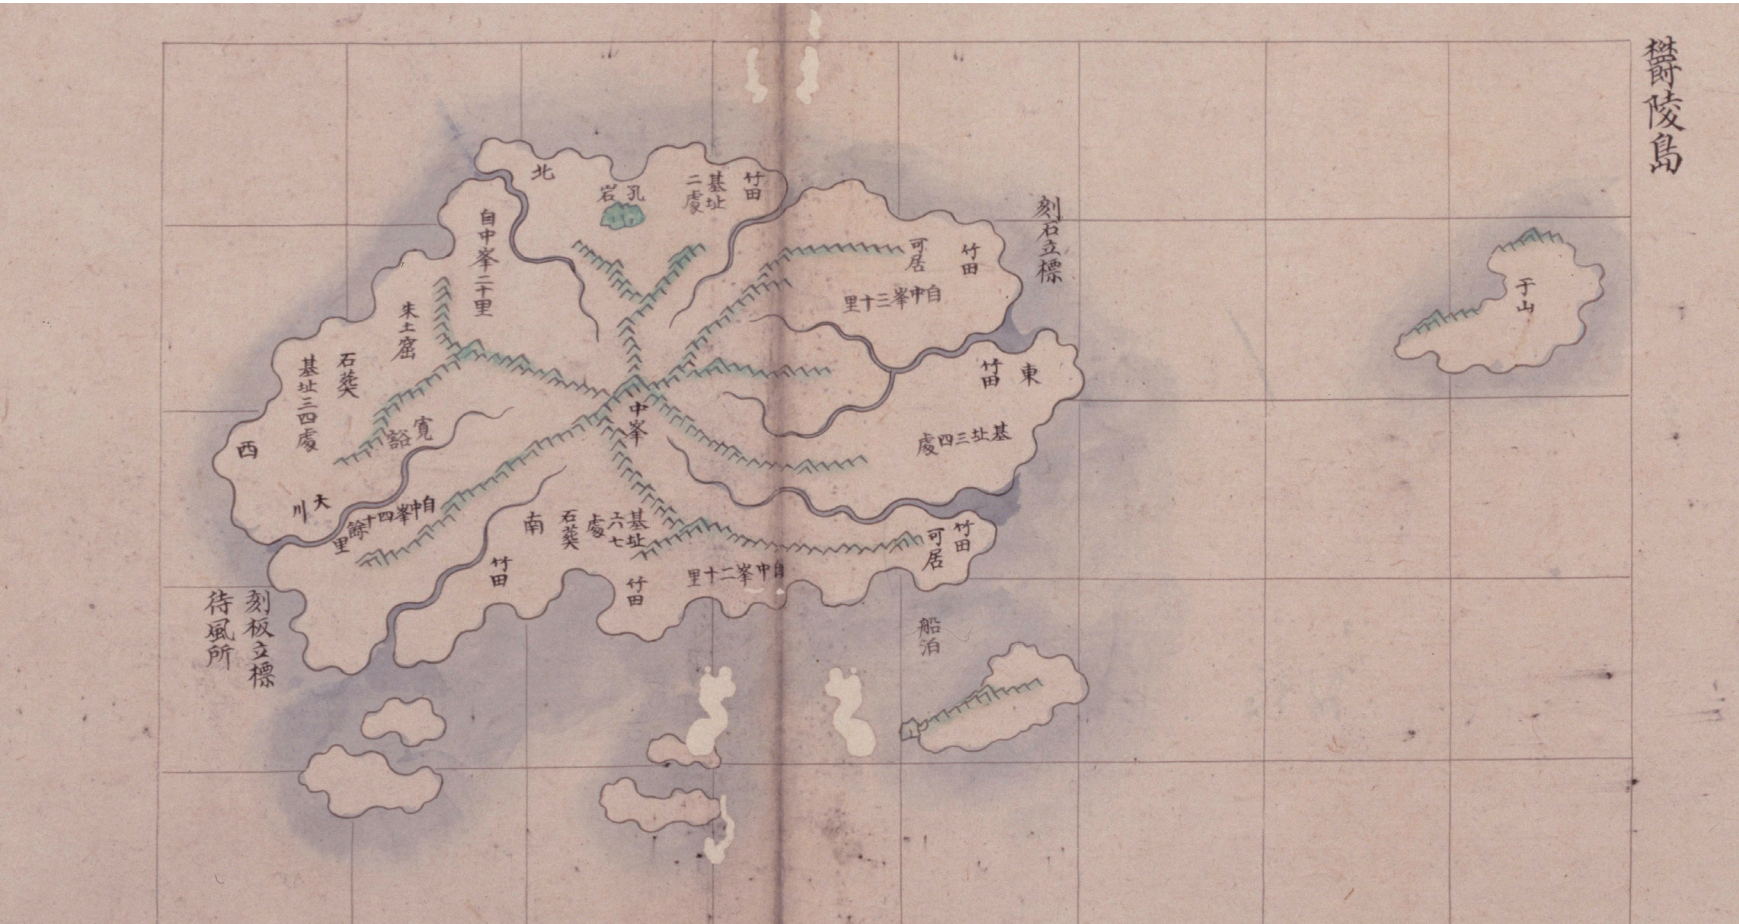 欝陵島
于山
刻石立標
東
竹田
基址三四處
竹田
可居
自中峯三十里
竹田
基址
二處
孔岩
北
自中峯二十里
朱土窟
石葬
基址三四處
西
寬谿
大川
自中峯四十餘里
中峯
南
石葬
基址
六七
處
竹田
竹田
自中峯二十里
竹田
可居
船泊
刻板立標
待風所